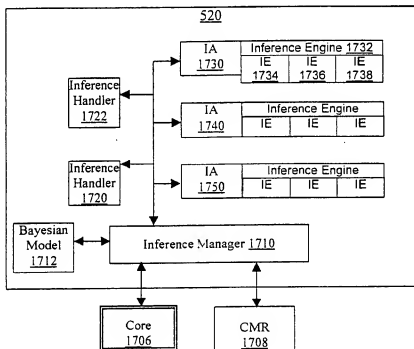 520
IA
1730
Inference Engine 1732
IE
1734
IE
1736
IE
1738
Inference
Handler
1722
IA
1740
Inference Engine
IE
IE
IE
Inference
Handler
1720
IA
1750
Inference Engine
IE
IE
IE
Bayesian
Model
1712
Inference Manager 1710
Core
1706
CMR
1708